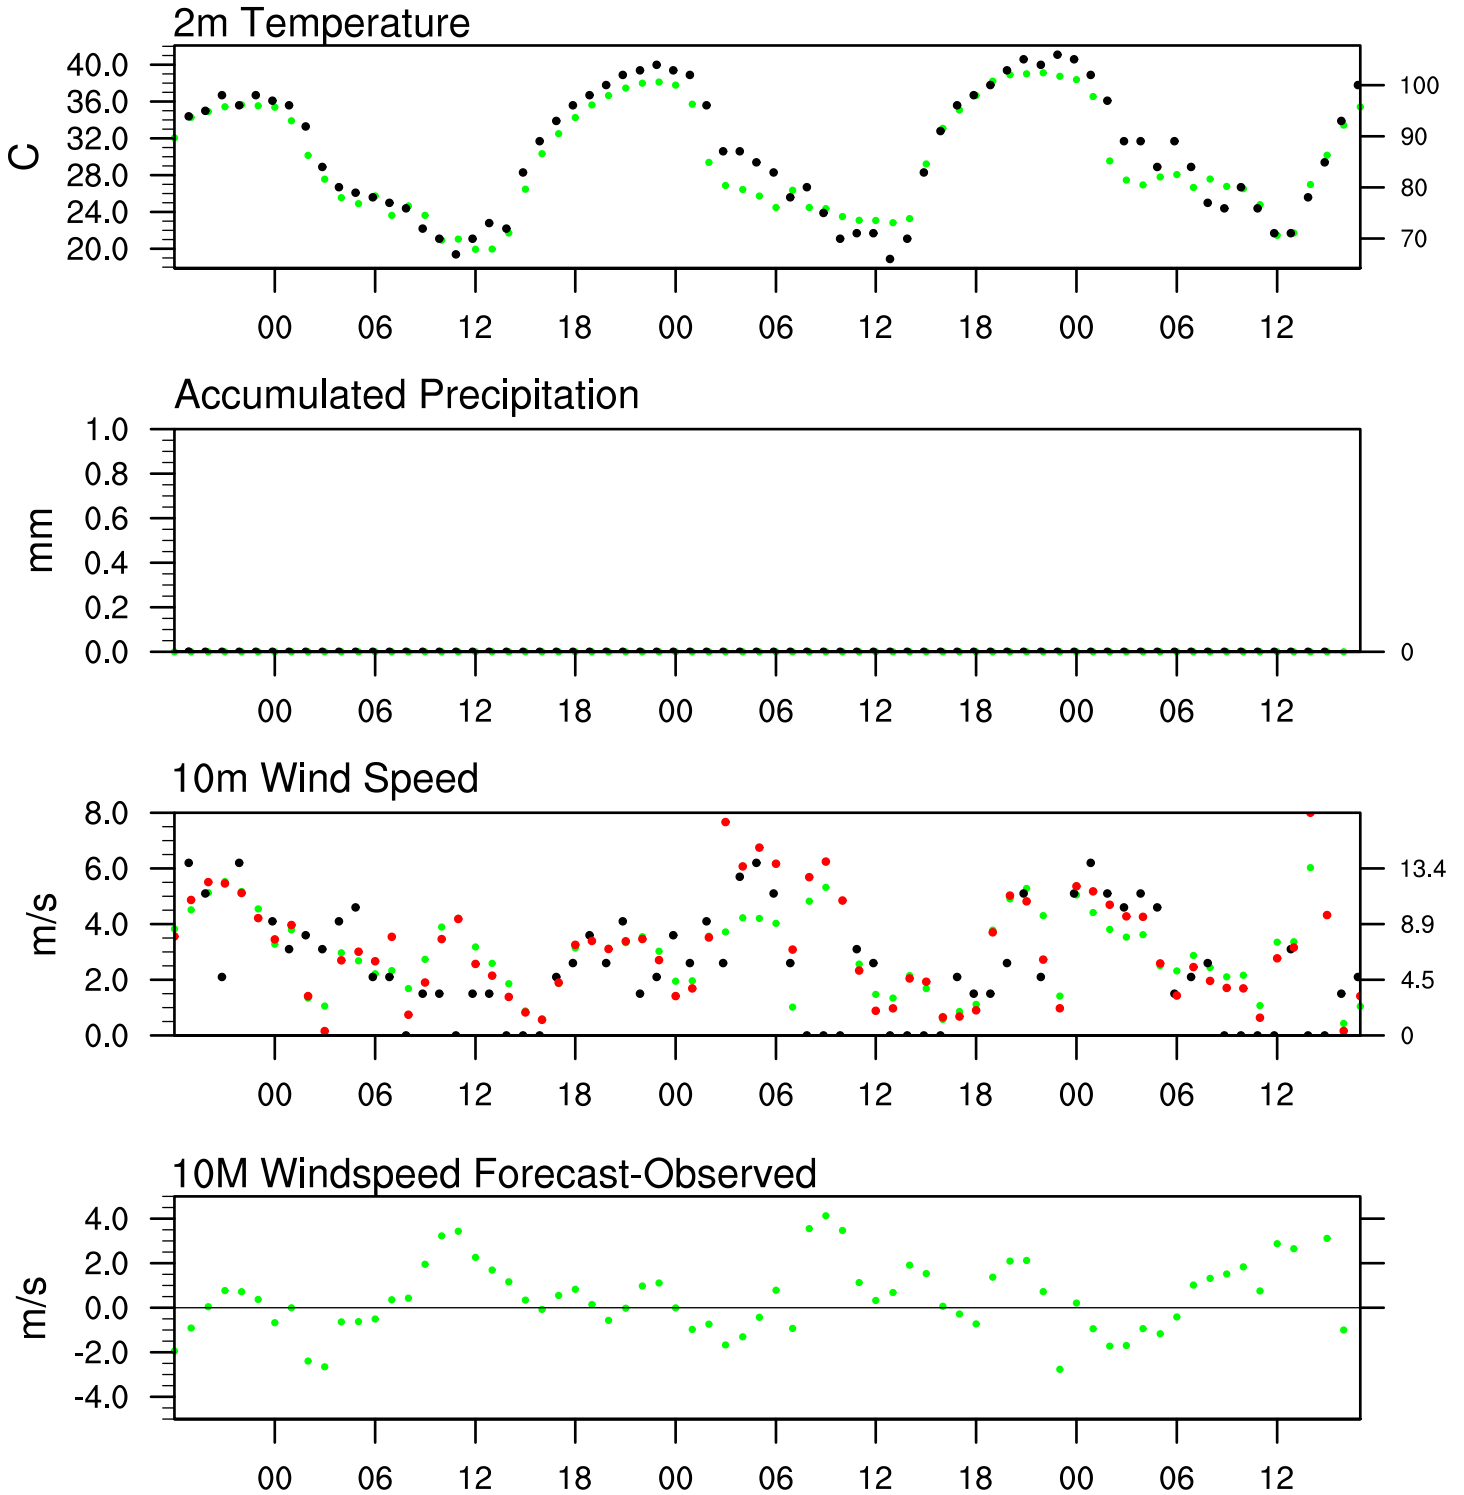 2m Temperature
40.0
36.0
32.0
28.0
24.0
20.0
C
100
90
80
70
00 06 12 18 00 06 12 18 00 06 12
Accumulated Precipitation
1.0
0.8
0.6
0.4
0.2
0.0
mm
0
00 06 12 18 00 06 12 18 00 06 12
10m Wind Speed
8.0
6.0
4.0
2.0
0.0
m/s
13.4
8.9
4.5
0
00 06 12 18 00 06 12 18 00 06 12
10M Windspeed Forecast-Observed
4.0
2.0
0.0
-2.0
-4.0
m/s
00 06 12 18 00 06 12 18 00 06 12